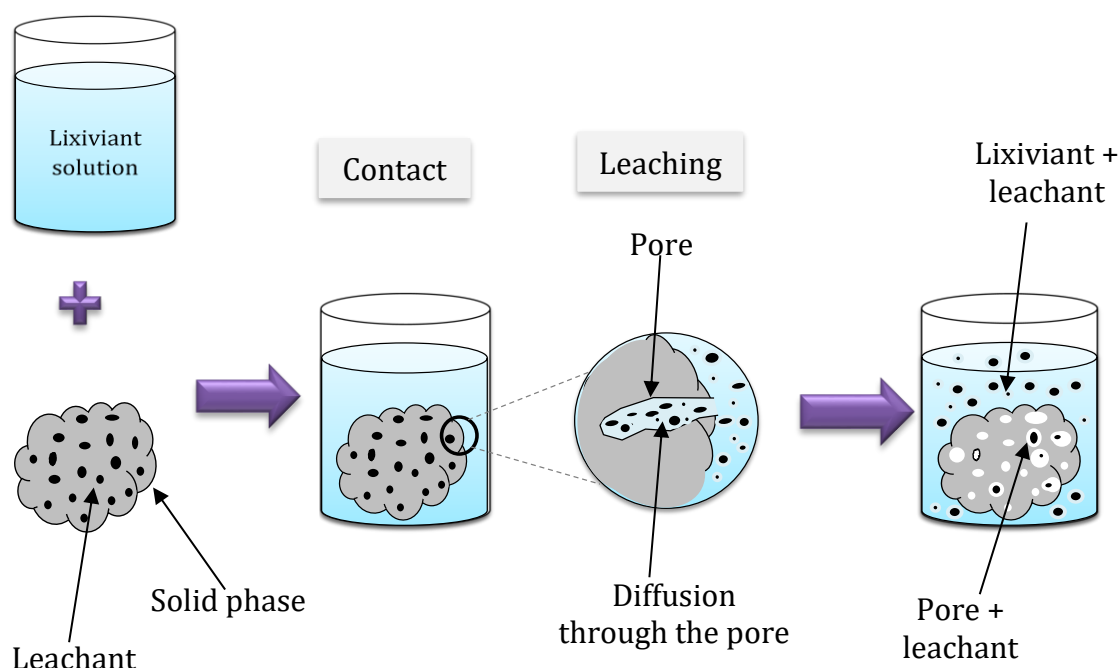 Lixiviant
solution
Contact
Leaching
Lixiviant +
leachant
Pore
Solid phase
Leachant
Diffusion
through the pore
Pore +
leachant